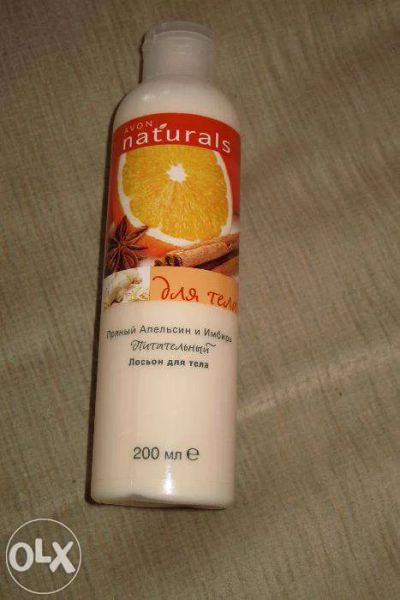 AVON
naturals
для тела
Пряный Апельсин и Имбирь
Питательный
Лосьон для тела
200 мл ℮
OLX